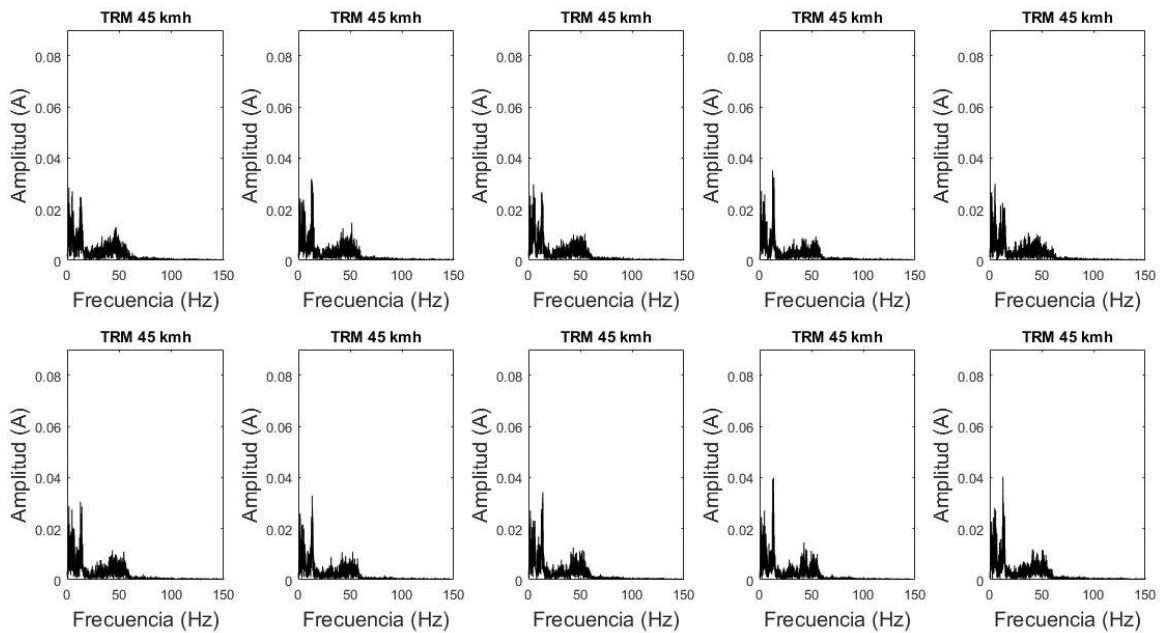 TRM 45 kmh TRM 45 kmh TRM 45 kmh TRM 45 kmh TRM 45 kmh
0.08 0.08 0.08 0.08 0.08
0.06 0.06 0.06 0.06 0.06
0.04 0.04 0.04 0.04 0.04
0.02 0.02 0.02 0.02 0.02
0 0 0 0 0
Amplitud (A) Amplitud (A) Amplitud (A) Amplitud (A) Amplitud (A)
0 50 100 150 0 50 100 150 0 50 100 150 0 50 100 150 0 50 100 150
Frecuencia (Hz) Frecuencia (Hz) Frecuencia (Hz) Frecuencia (Hz) Frecuencia (Hz)
TRM 45 kmh TRM 45 kmh TRM 45 kmh TRM 45 kmh TRM 45 kmh
0.08 0.08 0.08 0.08 0.08
0.06 0.06 0.06 0.06 0.06
0.04 0.04 0.04 0.04 0.04
0.02 0.02 0.02 0.02 0.02
0 0 0 0 0
Amplitud (A) Amplitud (A) Amplitud (A) Amplitud (A) Amplitud (A)
0 50 100 150 0 50 100 150 0 50 100 150 0 50 100 150 0 50 100 150
Frecuencia (Hz) Frecuencia (Hz) Frecuencia (Hz) Frecuencia (Hz) Frecuencia (Hz)